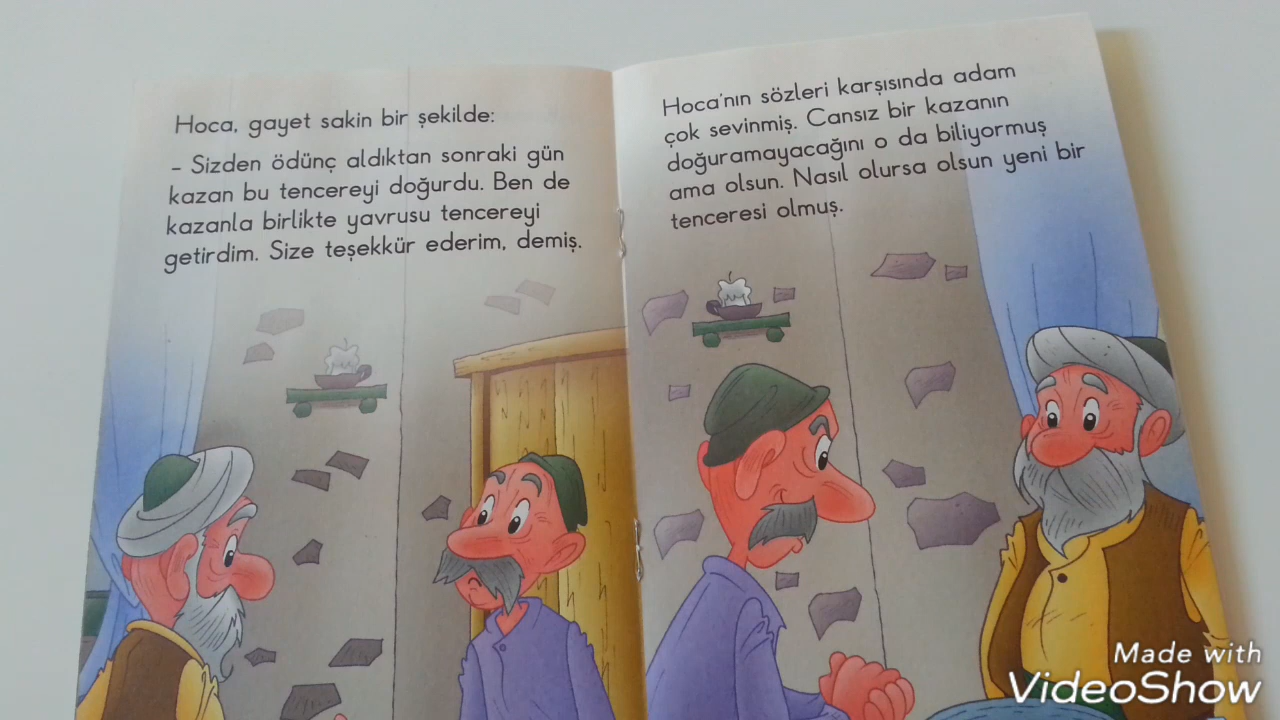 Hoca, gayet sakin bir şekilde:
- Sizden ödünç aldıktan sonraki gün
kazan bu tencereyi doğurdu. Ben de
kazanla birlikte yavrusu tencereyi
getirdim. Size teşekkür ederim, demiş.
Hoca'nın sözleri karşısında adam
çok sevinmiş. Cansız bir kazanın
doğuramayacağını o da biliyormuş
ama olsun. Nasıl olursa olsun yeni bir
tenceresi olmuş.
Made with
VideoShow